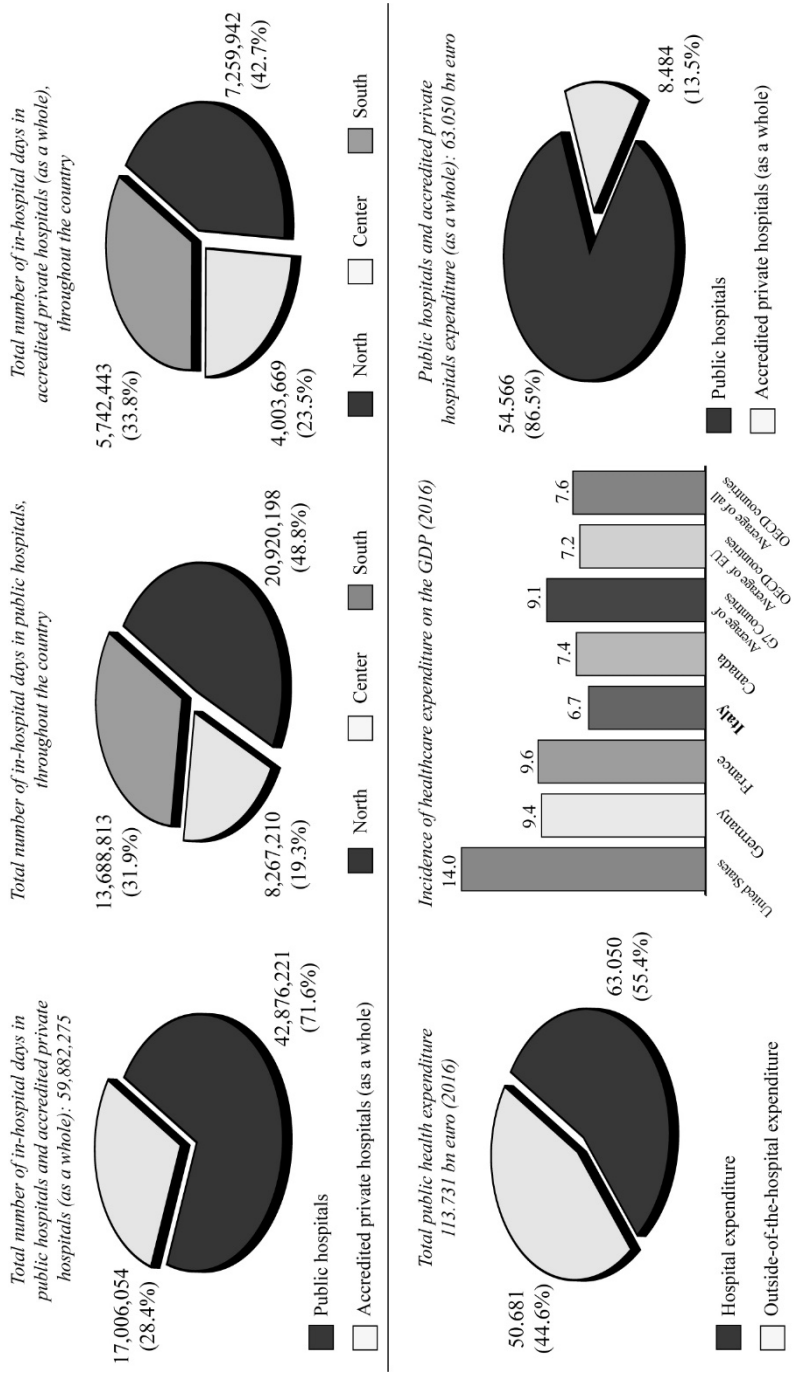 Total number of in-hospital days in
public hospitals and accredited private
hospitals (as a whole): 59,882,275
17,006,054
(28.4%)
42,876,221
(71.6%)
Public hospitals
Accredited private hospitals (as a whole)
Total number of in-hospital days in public hospitals,
throughout the country
13,688,813
(31.9%)
8,267,210
(19.3%)
20,920,198
(48.8%)
North
Center
South
Total number of in-hospital days in
accredited private hospitals (as a whole),
throughout the country
5,742,443
(33.8%)
4,003,669
(23.5%)
7,259,942
(42.7%)
North
Center
South
Total public health expenditure
113.731 bn euro (2016)
50.681
(44.6%)
63.050
(55.4%)
Hospital expenditure
Outside-of-the-hospital expenditure
Incidence of healthcare expenditure on the GDP (2016)
14.0
9.4
9.6
6.7
7.4
9.1
7.2
7.6
United States
Germany
France
Italy
Canada
Average of
G7 Countries
Average of EU
OECD countries
Average of all
OECD countries
Public hospitals and accredited private
hospitals expenditure (as a whole): 63.050 bn euro
54.566
(86.5%)
8.484
(13.5%)
Public hospitals
Accredited private hospitals (as a whole)